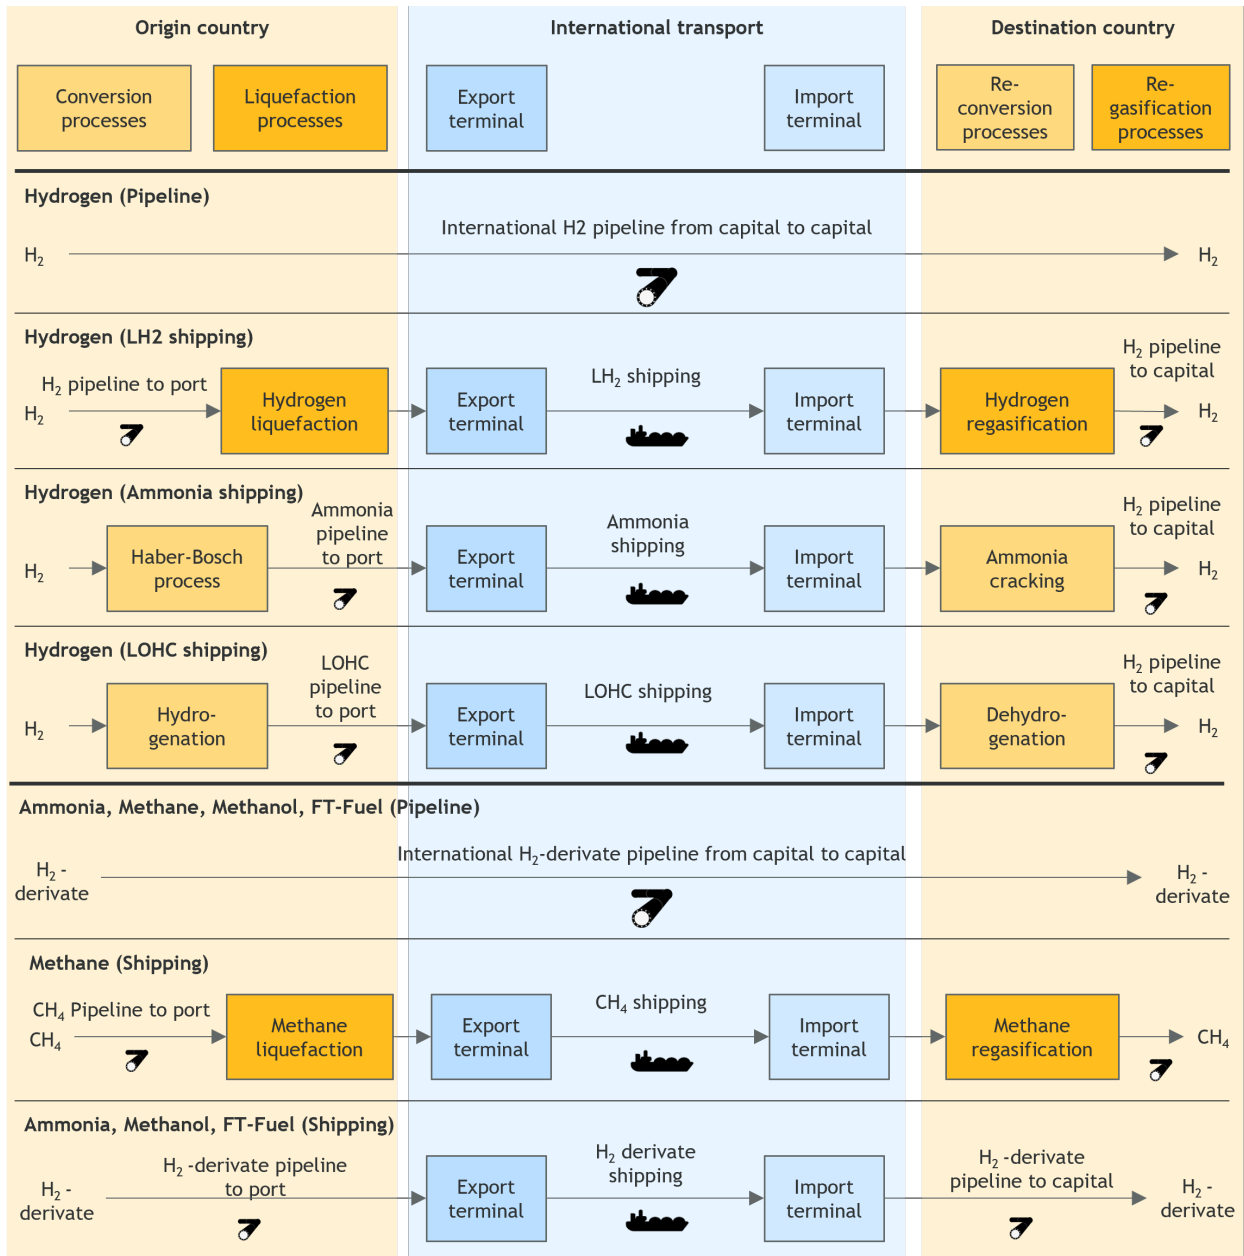 Origin country
International transport
Destination country
Conversion
processes
Liquefaction
processes
Export
terminal
Import
terminal
Re-
conversion
processes
Re-
gasification
processes
Hydrogen (Pipeline)
International H2 pipeline from capital to capital
H₂
H₂
Hydrogen (LH2 shipping)
H₂ pipeline to port
H₂
Hydrogen
liquefaction
Export
terminal
LH₂ shipping
Import
terminal
Hydrogen
regasification
H₂ pipeline
to capital
H₂
Hydrogen (Ammonia shipping)
H₂
Haber-Bosch
process
Ammonia
pipeline
to port
Export
terminal
Ammonia
shipping
Import
terminal
Ammonia
cracking
H₂ pipeline
to capital
H₂
Hydrogen (LOHC shipping)
H₂
Hydro-
genation
LOHC
pipeline
to port
Export
terminal
LOHC shipping
Import
terminal
Dehydro-
genation
H₂ pipeline
to capital
H₂
Ammonia, Methane, Methanol, FT-Fuel (Pipeline)
H₂ -
derivate
International H₂-derivate pipeline from capital to capital
H₂ -
derivate
Methane (Shipping)
CH₄ Pipeline to port
CH₄
Methane
liquefaction
Export
terminal
CH₄ shipping
Import
terminal
Methane
regasification
CH₄
Ammonia, Methanol, FT-Fuel (Shipping)
H₂ -
derivate
H₂ -derivate pipeline
to port
Export
terminal
H₂ derivate
shipping
Import
terminal
H₂ -derivate
pipeline to capital
H₂ -
derivate